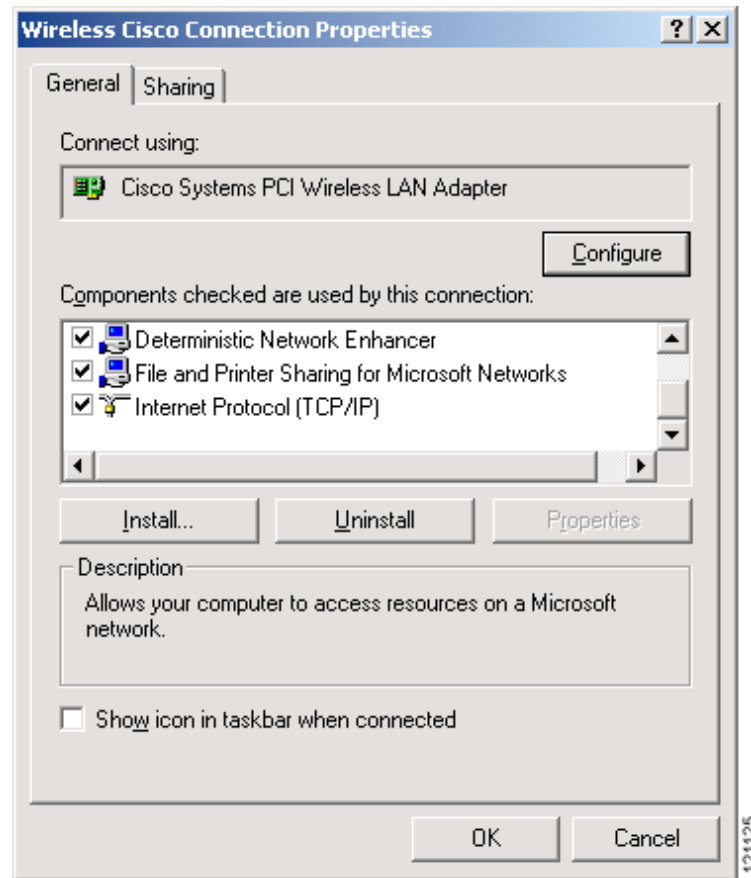 Wireless Cisco Connection Properties
General
Sharing
Connect using:
Cisco Systems PCI Wireless LAN Adapter
Configure
Components checked are used by this connection:
Deterministic Network Enhancer
File and Printer Sharing for Microsoft Networks
Internet Protocol (TCP/IP)
Install...
Uninstall
Properties
Description
Allows your computer to access resources on a Microsoft
network.
Show icon in taskbar when connected
OK
Cancel
121125